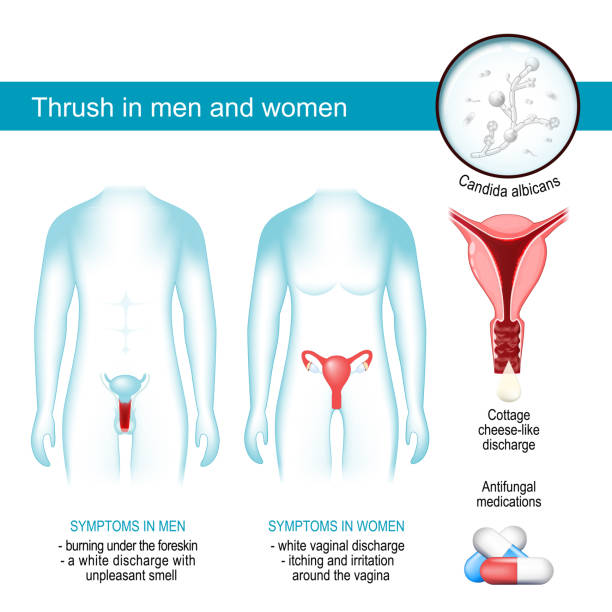 Thrush in men and women
Candida albicans
Cottage
cheese-like
discharge
Antifungal
medications
SYMPTOMS IN MEN
- burning under the foreskin
- a white discharge with
unpleasant smell
SYMPTOMS IN WOMEN
- white vaginal discharge
- itching and irritation
around the vagina